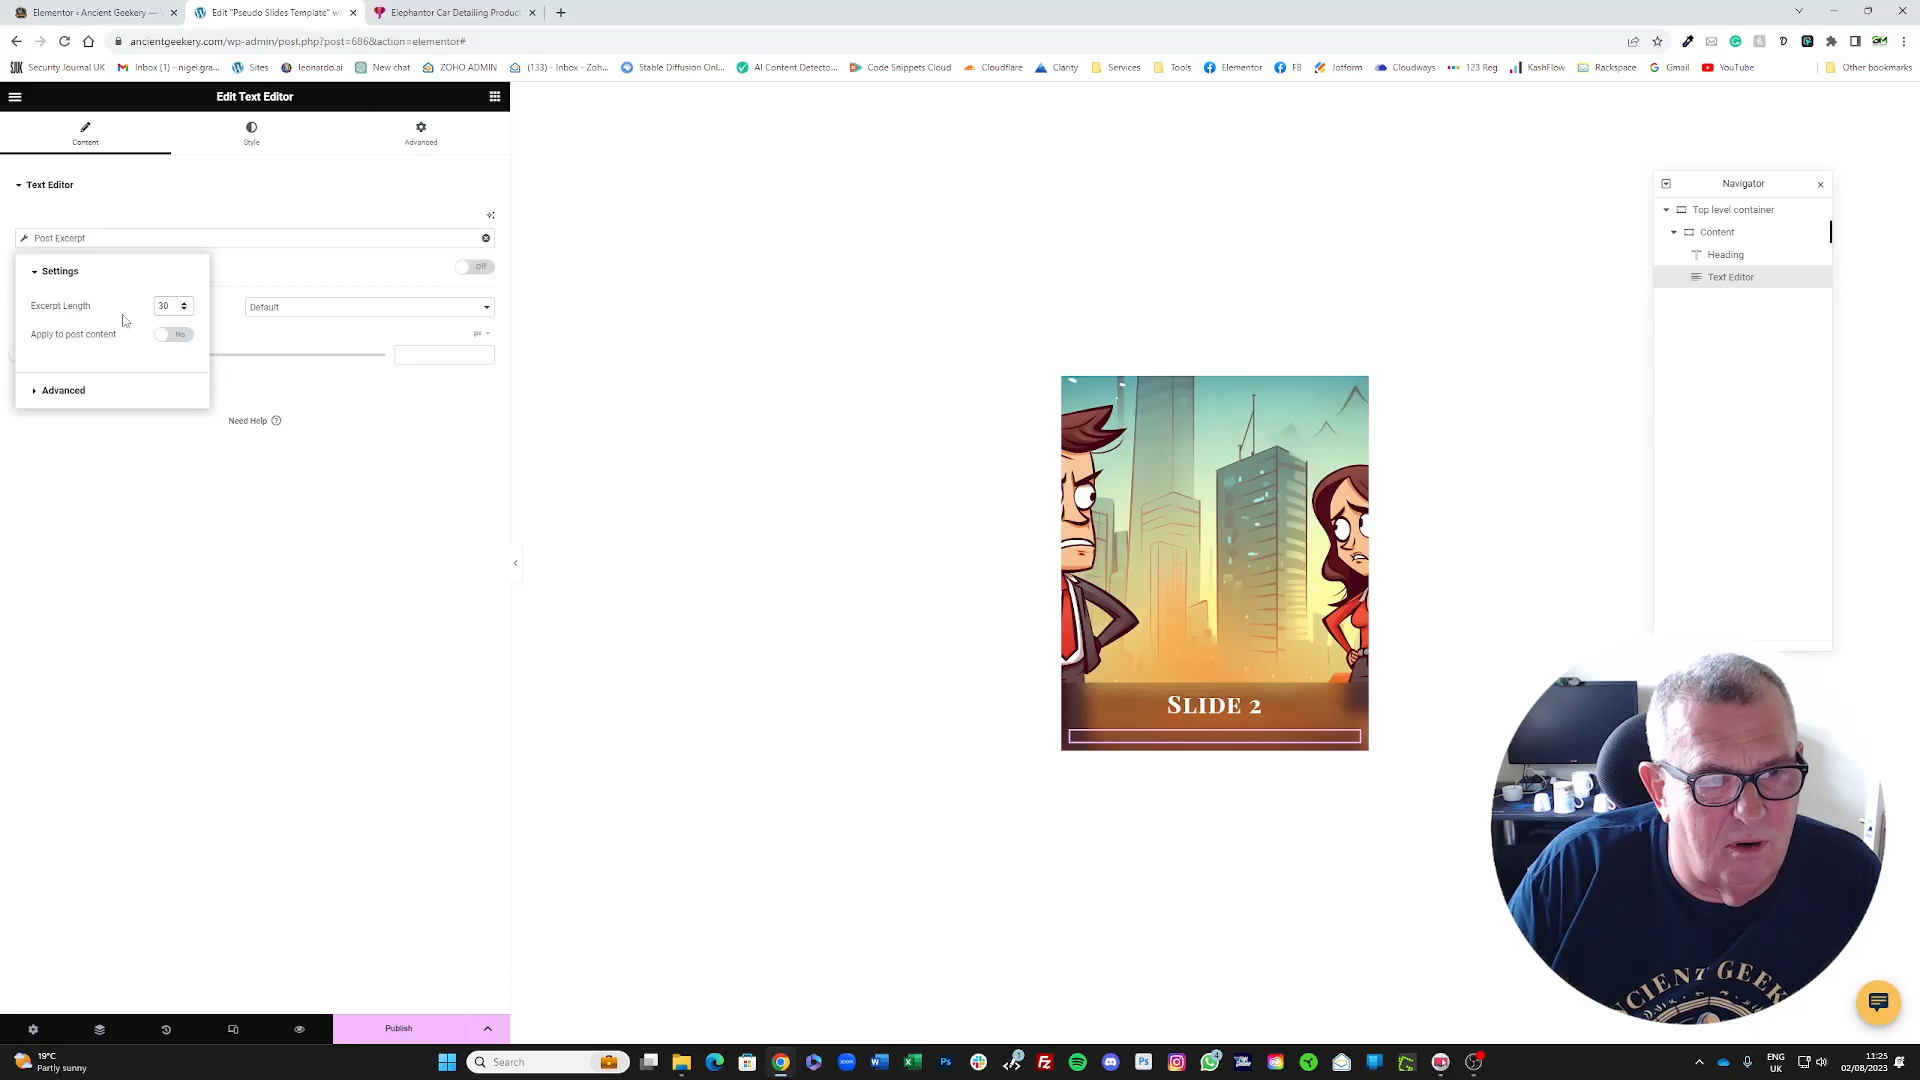 Elementor ‹ Ancient Geekery —
Edit "Pseudo Slides Template" wi
Elephantor Car Detailing Product
ancientgeekery.com/wp-admin/post.php?post=686&action=elementor#
SJUK Security Journal UK
Inbox (1) - nigel.gra...
Sites
leonardo.ai
New chat
ZOHO ADMIN
(133) - Inbox - Zoh...
Stable Diffusion Onl...
AI Content Detecto...
Code Snippets Cloud
Cloudflare
Clarity
Services
Tools
Elementor
FB
Jotform
Cloudways
123 Reg
KashFlow
Rackspace
Gmail
YouTube
Other bookmarks
Edit Text Editor
Content
Style
Advanced
Text Editor
Post Excerpt
Settings
Off
Excerpt Length
30
Default
Apply to post content
No
px
Advanced
Need Help
Navigator
Top level container
Content
Heading
Text Editor
Slide 2
ANCIENT GEEK
Publish
19°C
Partly sunny
Search
ENG
UK
11:25
02/08/2023